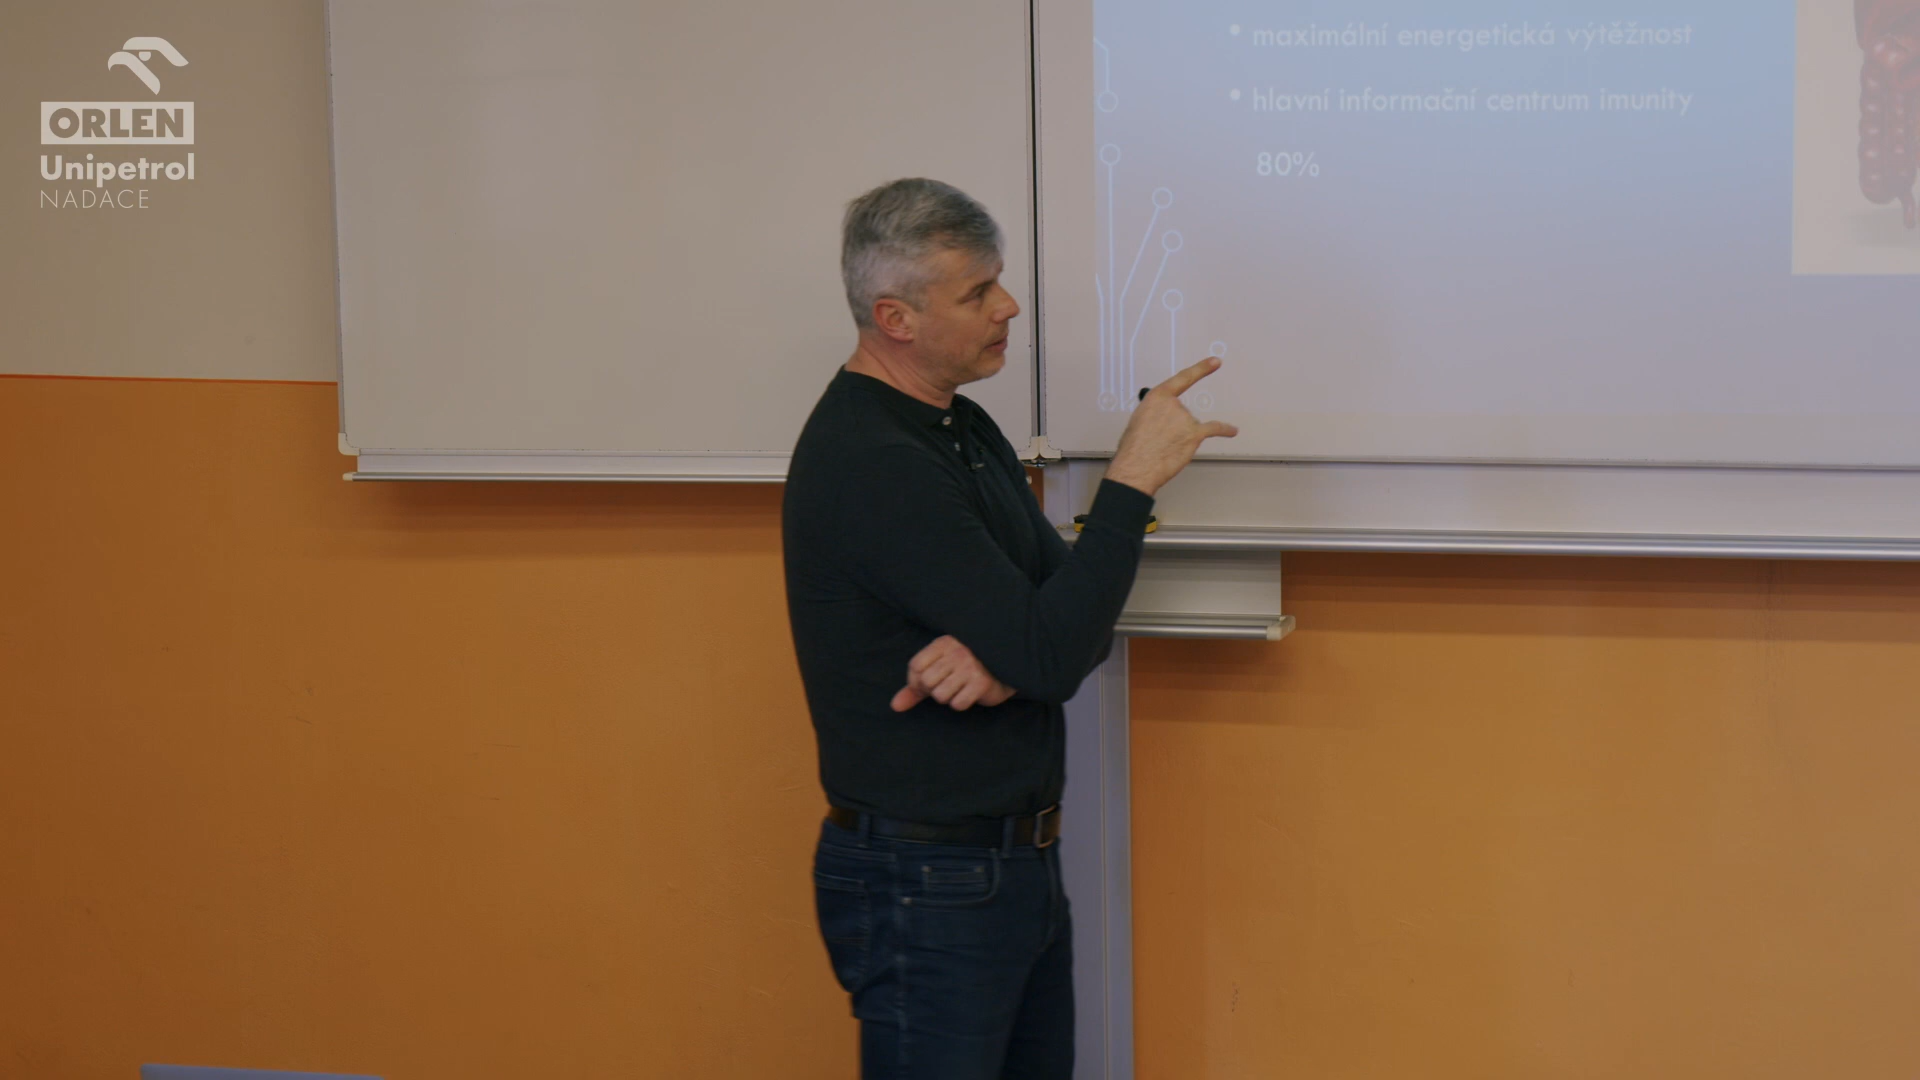 ORLEN
Unipetrol
NADACE
• maximální energetická výtěžnost
• hlavní informační centrum imunity
80%